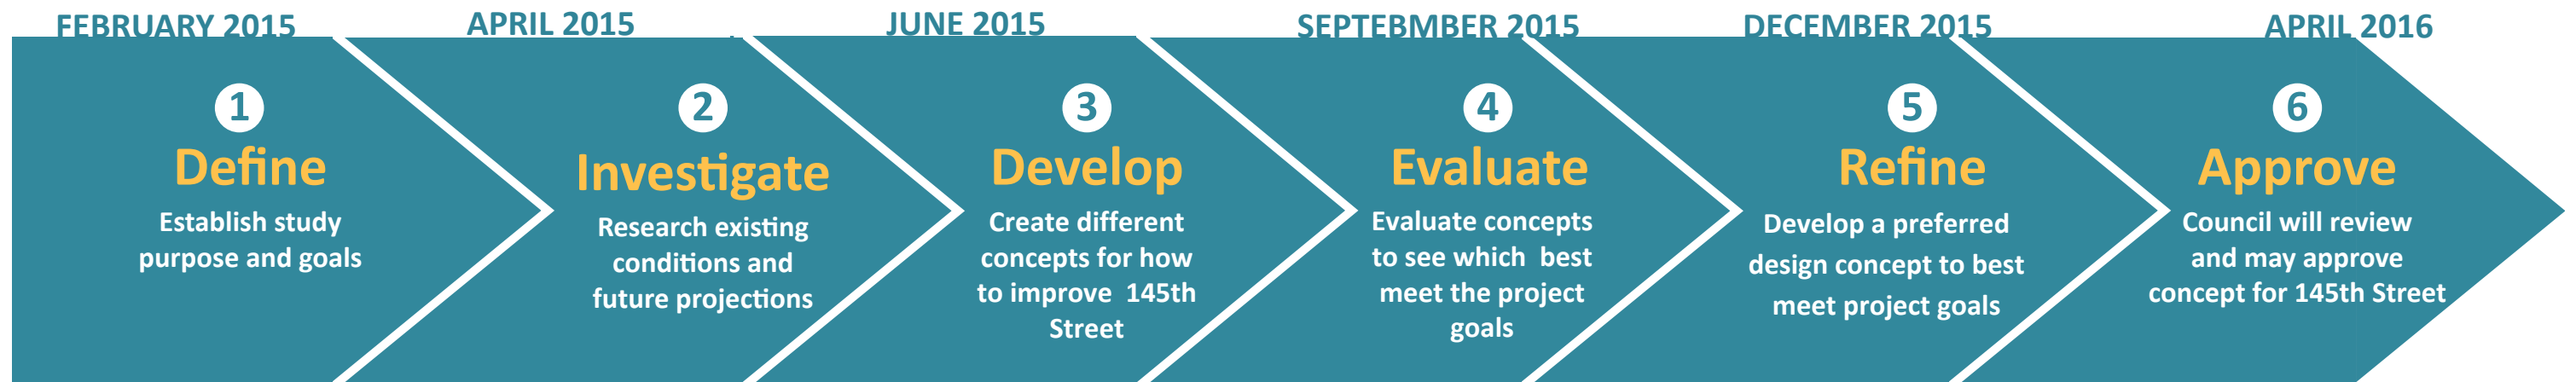 FEBRUARY 2015
APRIL 2015
JUNE 2015
SEPTEBMBER 2015
DECEMBER 2015
APRIL 2016
1
Define
Establish study
purpose and goals
2
Investigate
Research existing
conditions and
future projections
3
Develop
Create different
concepts for how
to improve 145th
Street
4
Evaluate
Evaluate concepts
to see which best
meet the project
goals
5
Refine
Develop a preferred
design concept to best
meet project goals
6
Approve
Council will review
and may approve
concept for 145th Street